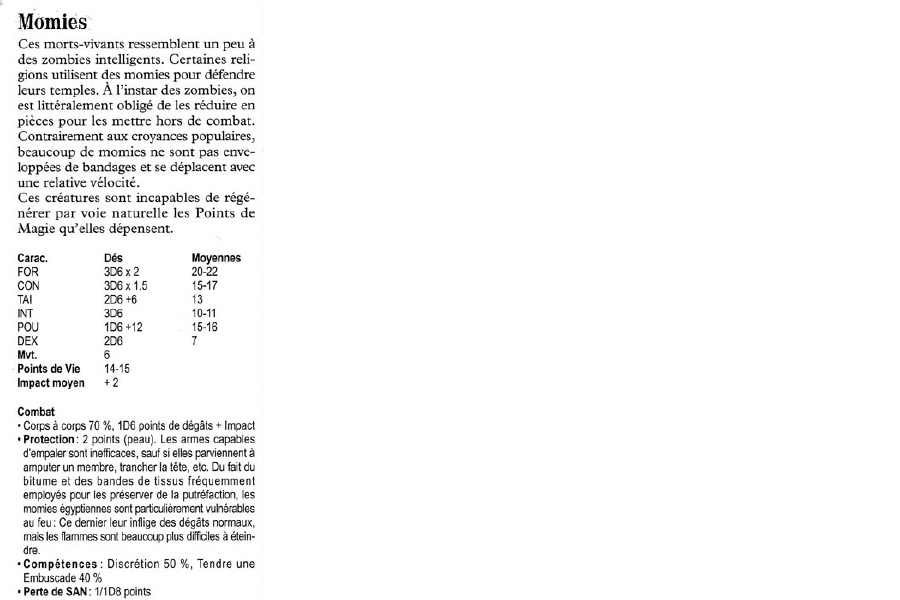 Momies
Ces morts-vivants ressemblent un peu à
des zombies intelligents. Certaines reli-
gions utilisent des momies pour défendre
leurs temples. À l'instar des zombies, on
est littéralement obligé de les réduire en
pièces pour les mettre hors de combat.
Contrairement aux croyances populaires,
beaucoup de momies ne sont pas enve-
loppées de bandages et se déplacent avec
une relative vélocité.
Ces créatures sont incapables de régé-
nérer par voie naturelle les Points de
Magie qu'elles dépensent.
Carac. Dés Moyennes
FOR 3D6 x 2 20-22
CON 3D6 x 1,5 15-17
TAI 2D6 +6 13
INT 3D6 10-11
POU 1D6 +12 15-16
DEX 2D6 7
Mvt. 6
Points de Vie 14-15
Impact moyen + 2
Combat
• Corps à corps 70 %, 1D6 points de dégâts + Impact
• Protection : 2 points (peau). Les armes capables
d'empaler sont inefficaces, sauf si elles parviennent à
amputer un membre, trancher la tête, etc. Du fait du
bitume et des bandes de tissus fréquemment
employés pour les préserver de la putréfaction, les
momies égyptiennes sont particulièrement vulnérables
au feu : Ce dernier leur inflige des dégâts normaux,
mais les flammes sont beaucoup plus difficiles à étein-
dre.
• Compétences : Discrétion 50 %, Tendre une
Embuscade 40 %
• Perte de SAN : 1/1D8 points